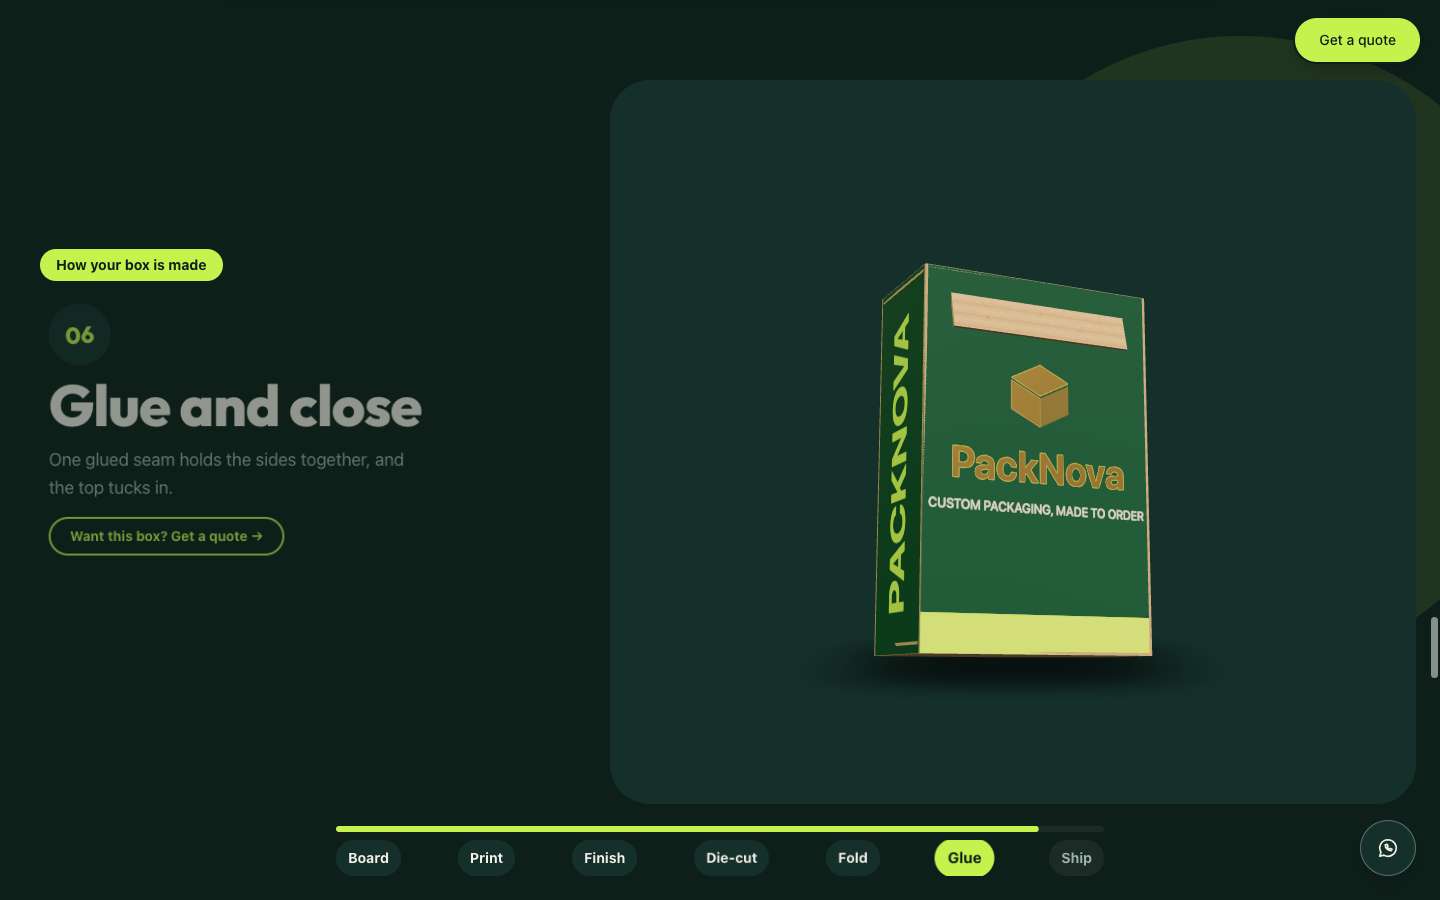 Get a quote
How your box is made
06
Glue and close
One glued seam holds the sides together, and
the top tucks in.
Want this box? Get a quote →
PACKNOVA
PackNova
CUSTOM PACKAGING, MADE TO ORDER
Board
Print
Finish
Die-cut
Fold
Glue
Ship